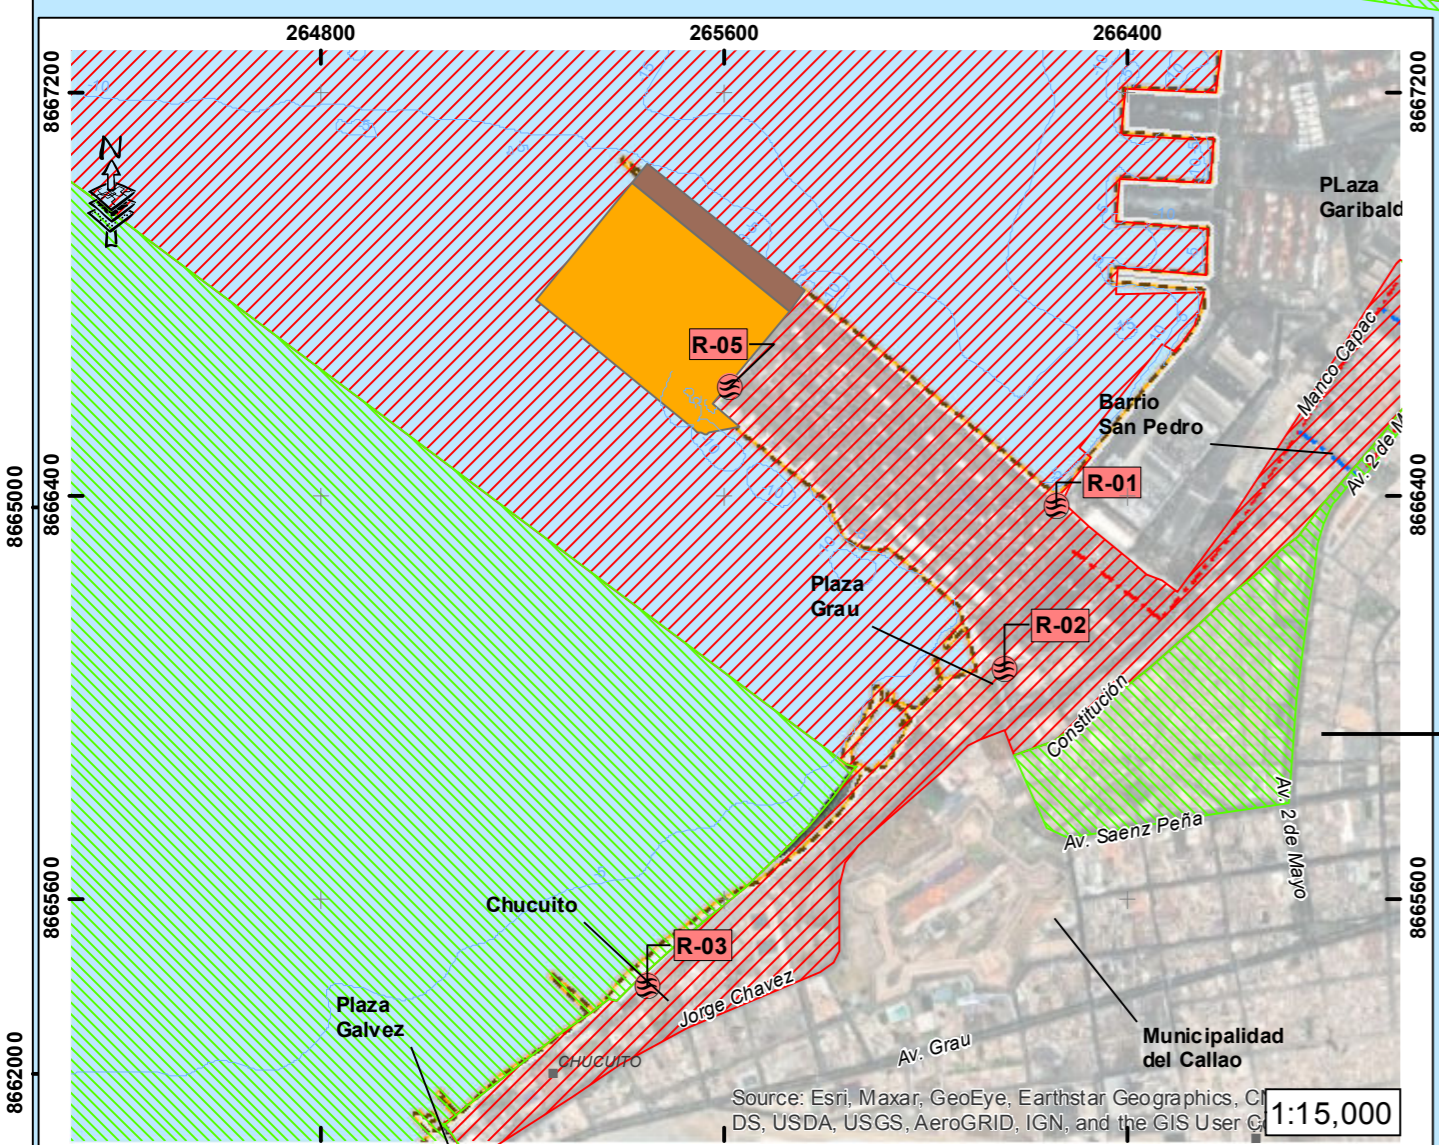 264800
265600
266400
8667200
8667200
N
PLaza
Garibald
R-05
Manco Capac
Barrio
San Pedro
Av. 2 de M
8665000
8666400
8666400
R-01
Plaza
Grau
R-02
Constitución
Av. Saenz Peña
Av. 2 de Mayo
8665600
8665600
Chucuito
R-03
Jorge Chavez
Plaza
Galvez
CHUCUITO
Av. Grau
Municipalidad
del Callao
8662000
Source: Esri, Maxar, GeoEye, Earthstar Geographics, CN
DS, USDA, USGS, AeroGRID, IGN, and the GIS User C
1:15,000